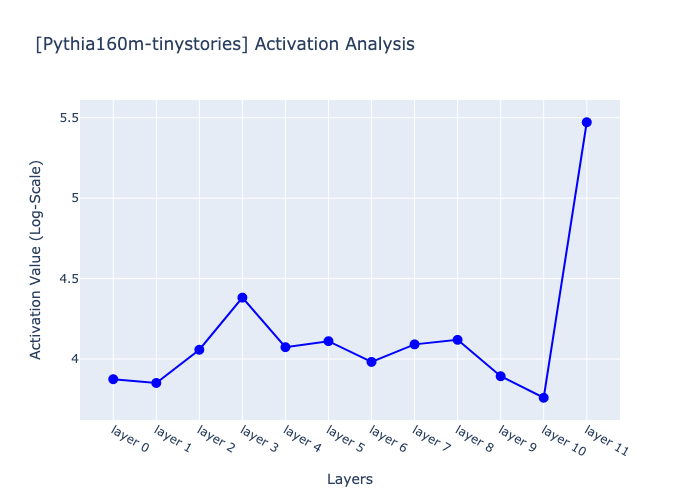 [Pythia160m-tinystories] Activation Analysis
5.5
5
4.5
4
Activation Value (Log-Scale)
layer 0
layer 1
layer 2
layer 3
layer 4
layer 5
layer 6
layer 7
layer 8
layer 9
layer 10
layer 11
Layers